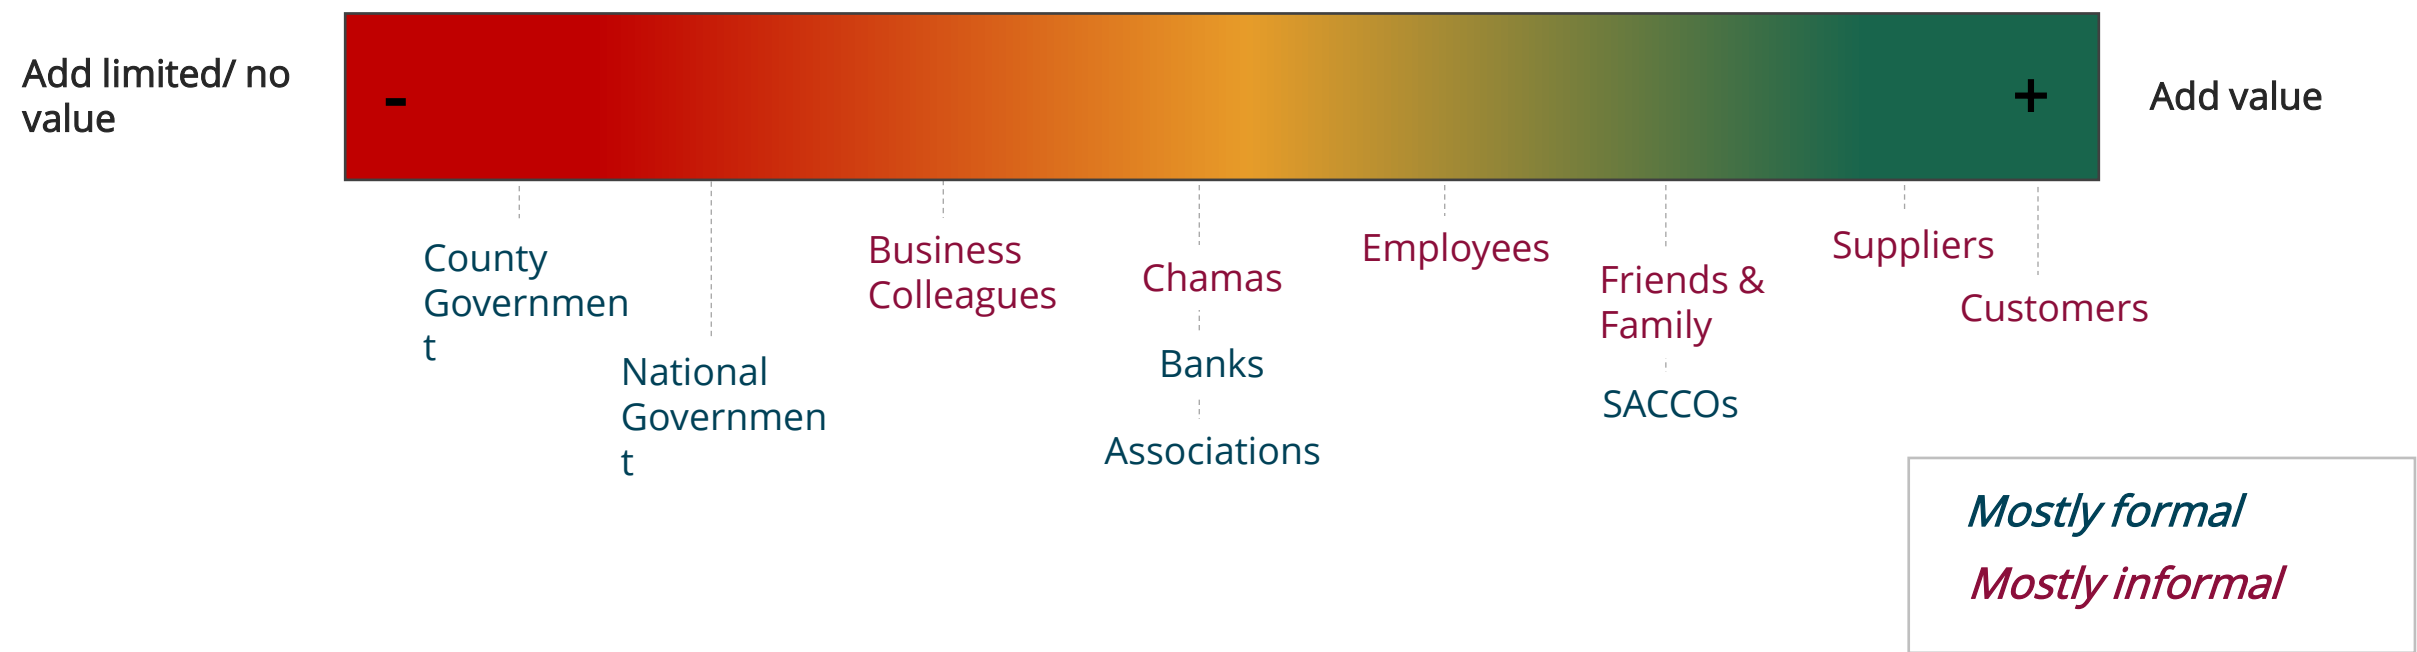 Add limited/ no
value
-
+
Add value
County
Governmen
t
National
Governmen
t
Business
Colleagues
Chamas
Banks
Associations
Employees
Friends &
Family
SACCOs
Suppliers
Customers
Mostly formal
Mostly informal